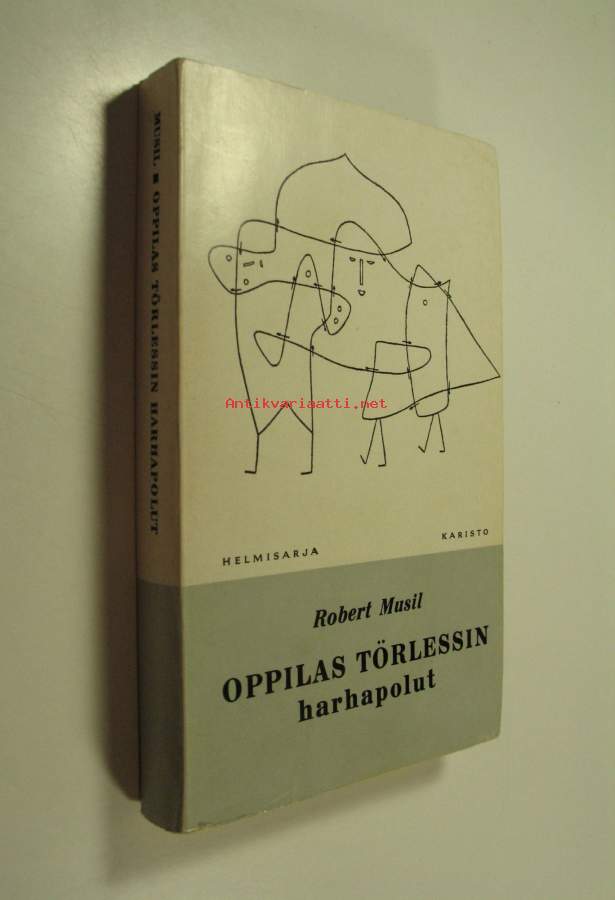 MUSIL ■ OPPILAS TÖRLESSIN HARHAPOLUT
Antikvariaatti.net
HELMISARJA
KARISTO
Robert Musil
OPPILAS TÖRLESSIN
harhapolut